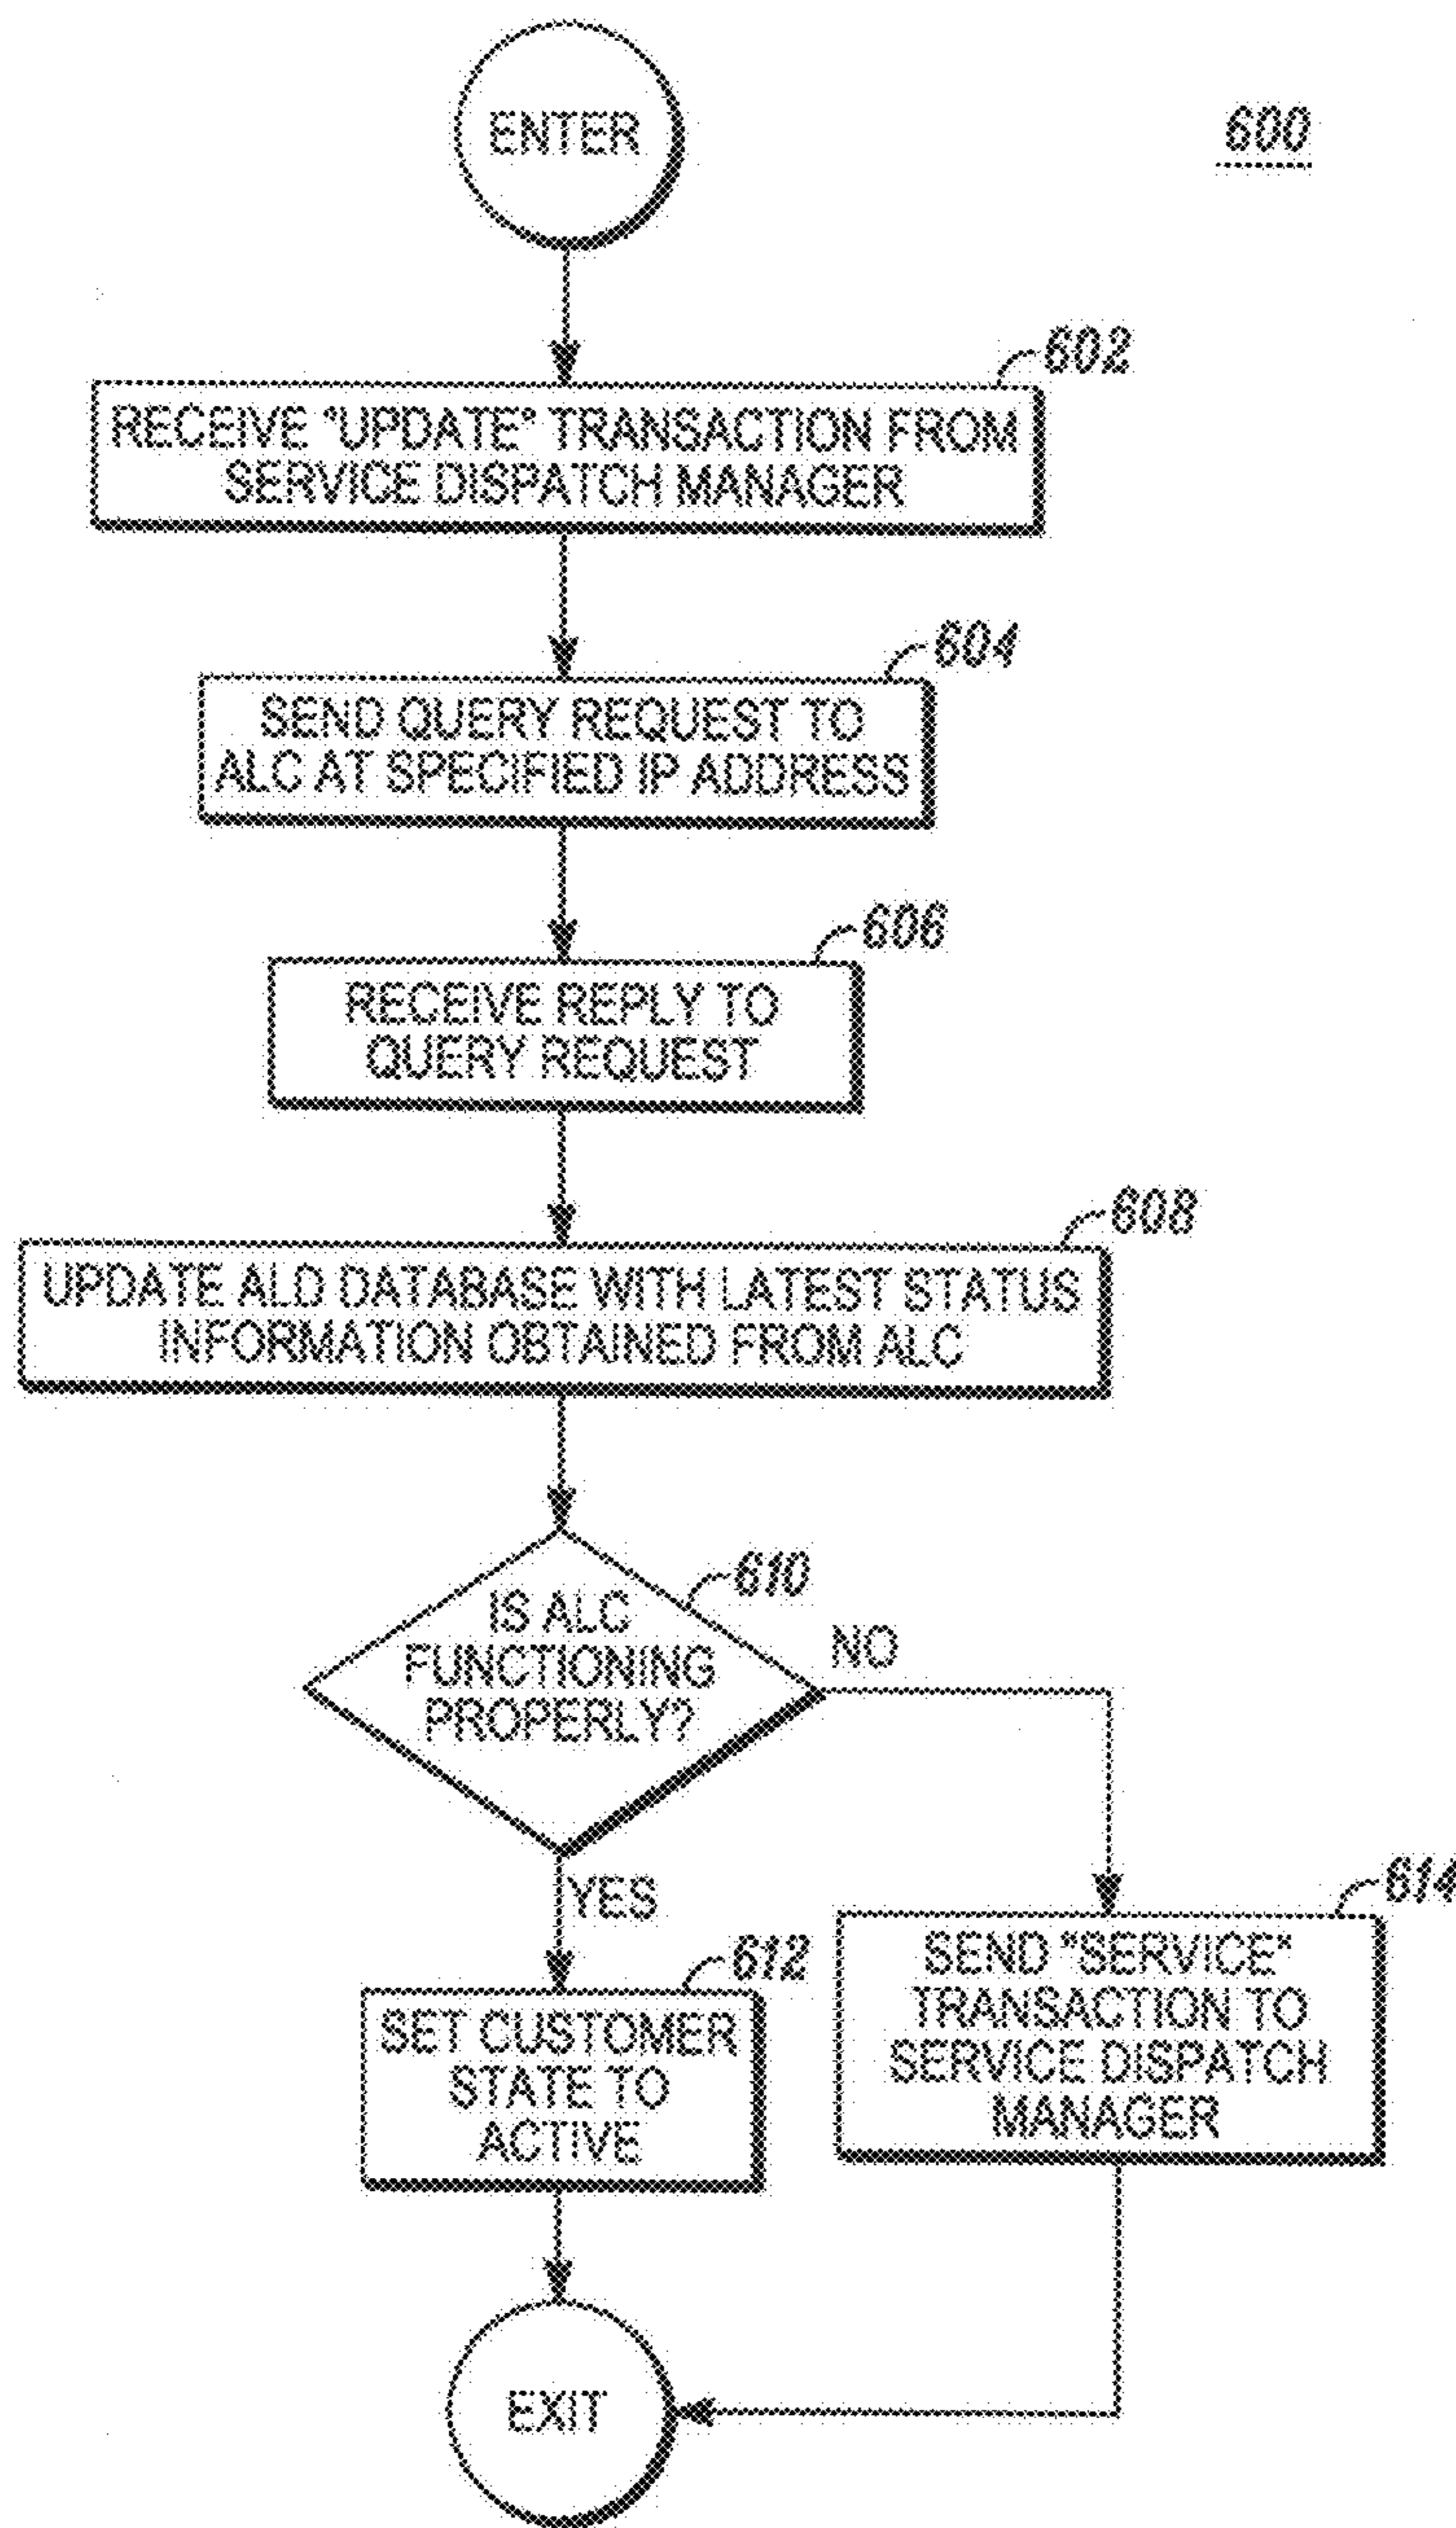 ENTER
600
602
RECEIVE "UPDATE" TRANSACTION FROM
SERVICE DISPATCH MANAGER
604
SEND QUERY REQUEST TO
ALC AT SPECIFIED IP ADDRESS
606
RECEIVE REPLY TO
QUERY REQUEST
608
UPDATE ALD DATABASE WITH LATEST STATUS
INFORMATION OBTAINED FROM ALC
610
IS ALC
FUNCTIONING
PROPERLY?
NO
YES
612
SET CUSTOMER
STATE TO
ACTIVE
614
SEND "SERVICE"
TRANSACTION TO
SERVICE DISPATCH
MANAGER
EXIT